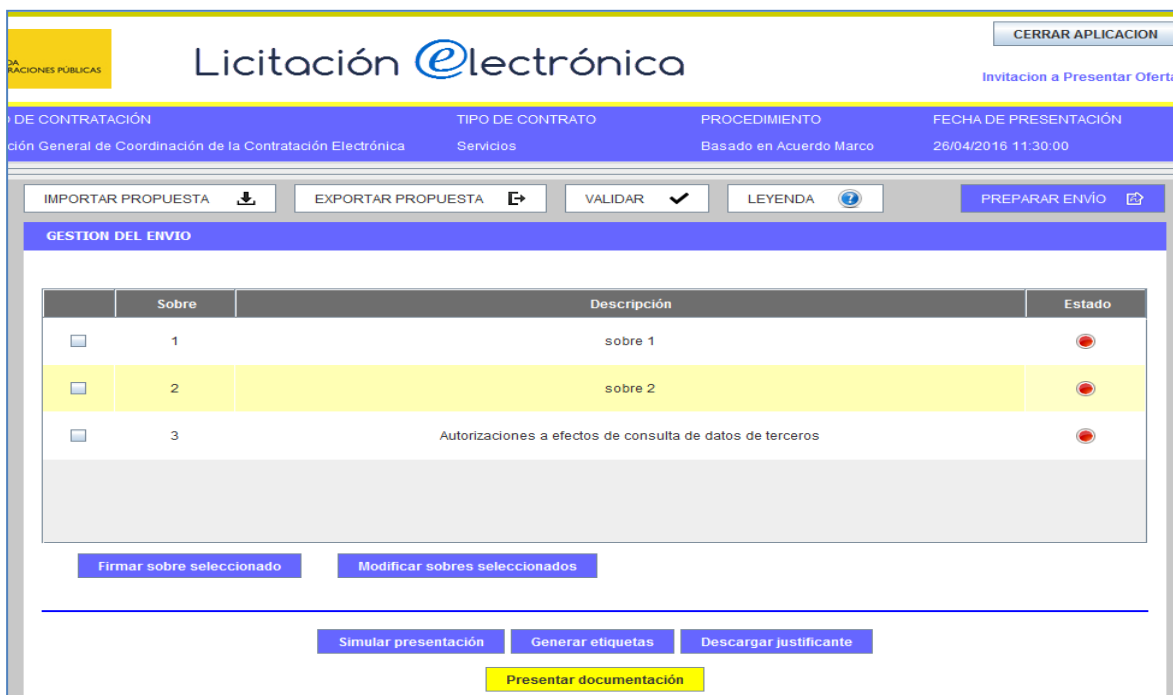 CERRAR APLICACION
DA
RACIONES PÚBLICAS
Licitación electrónica
Invitacion a Presentar Oferta
DE CONTRATACIÓN TIPO DE CONTRATO PROCEDIMIENTO FECHA DE PRESENTACIÓN
ción General de Coordinación de la Contratación Electrónica Servicios Basado en Acuerdo Marco 26/04/2016 11:30:00
IMPORTAR PROPUESTA EXPORTAR PROPUESTA VALIDAR LEYENDA ? PREPARAR ENVÍO
GESTION DEL ENVIO
Sobre Descripción Estado
1 sobre 1
2 sobre 2
3 Autorizaciones a efectos de consulta de datos de terceros
Firmar sobre seleccionado Modificar sobres seleccionados
Simular presentación Generar etiquetas Descargar justificante
Presentar documentación